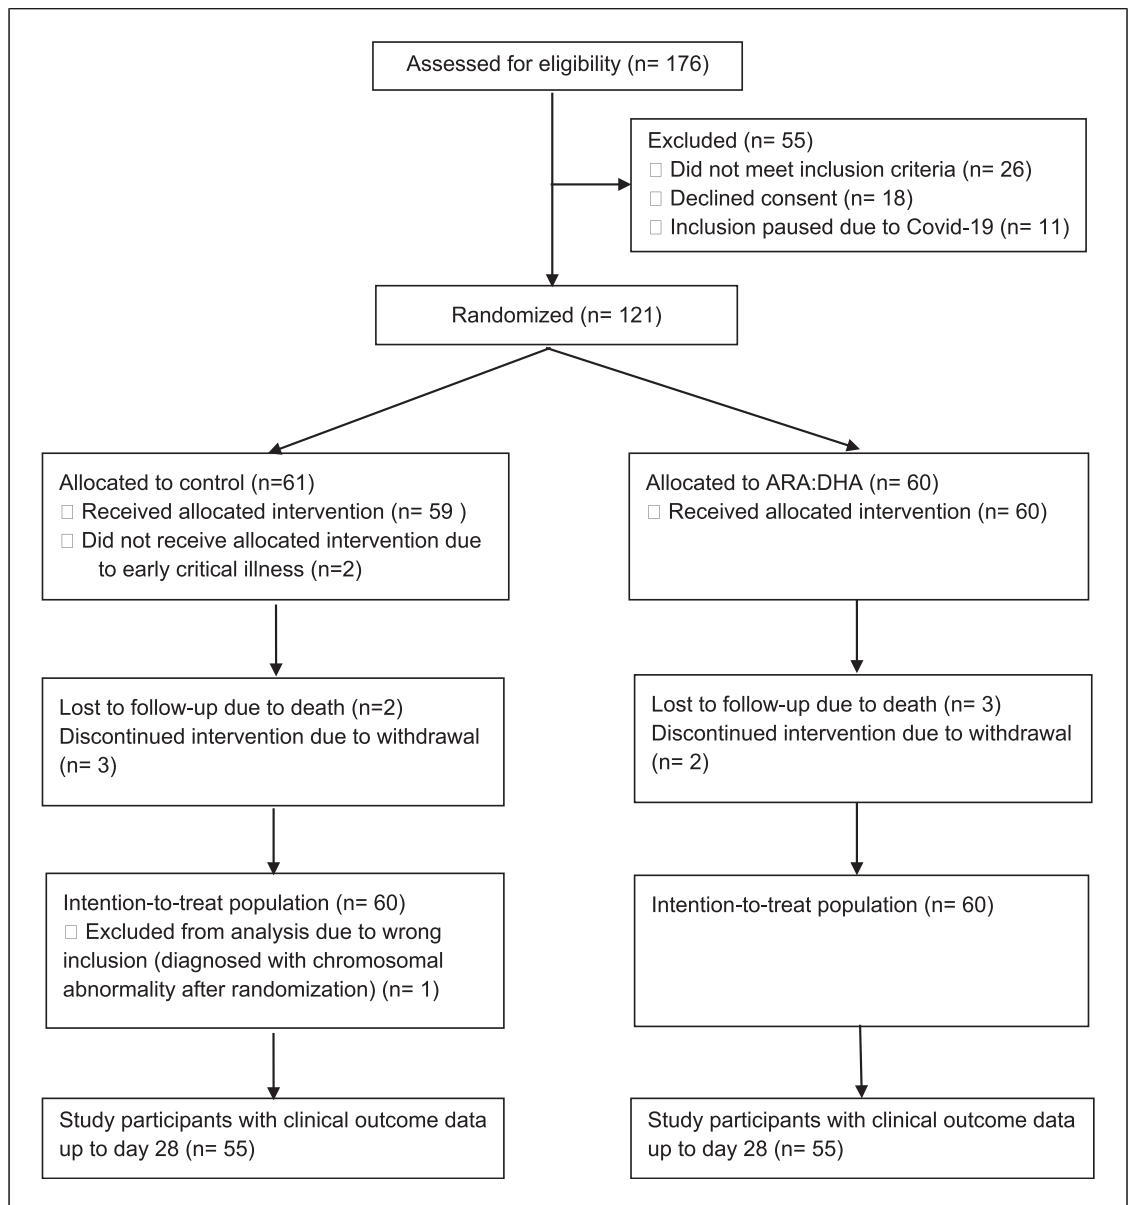 Assessed for eligibility (n= 176)
Excluded (n= 55)
Did not meet inclusion criteria (n= 26)
Declined consent (n= 18)
Inclusion paused due to Covid-19 (n= 11)
Randomized (n= 121)
Allocated to control (n=61)
Received allocated intervention (n= 59 )
Did not receive allocated intervention due
to early critical illness (n=2)
Allocated to ARA:DHA (n= 60)
Received allocated intervention (n= 60)
Lost to follow-up due to death (n=2)
Discontinued intervention due to withdrawal
(n= 3)
Lost to follow-up due to death (n= 3)
Discontinued intervention due to withdrawal
(n= 2)
Intention-to-treat population (n= 60)
Excluded from analysis due to wrong
inclusion (diagnosed with chromosomal
abnormality after randomization) (n= 1)
Intention-to-treat population (n= 60)
Study participants with clinical outcome data
up to day 28 (n= 55)
Study participants with clinical outcome data
up to day 28 (n= 55)